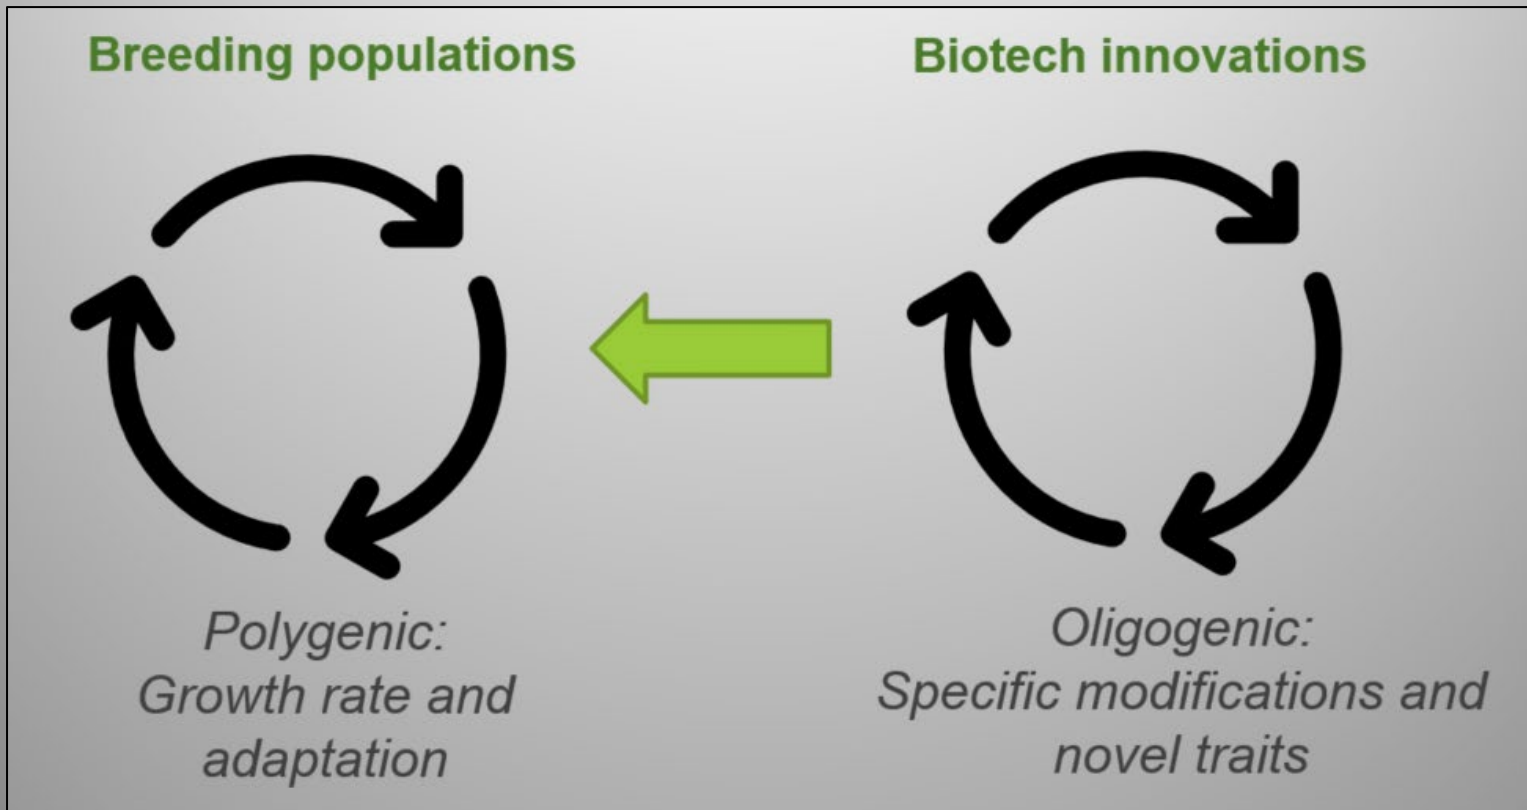 Breeding populations
Biotech innovations
Polygenic:
Growth rate and
adaptation
Oligogenic:
Specific modifications and
novel traits